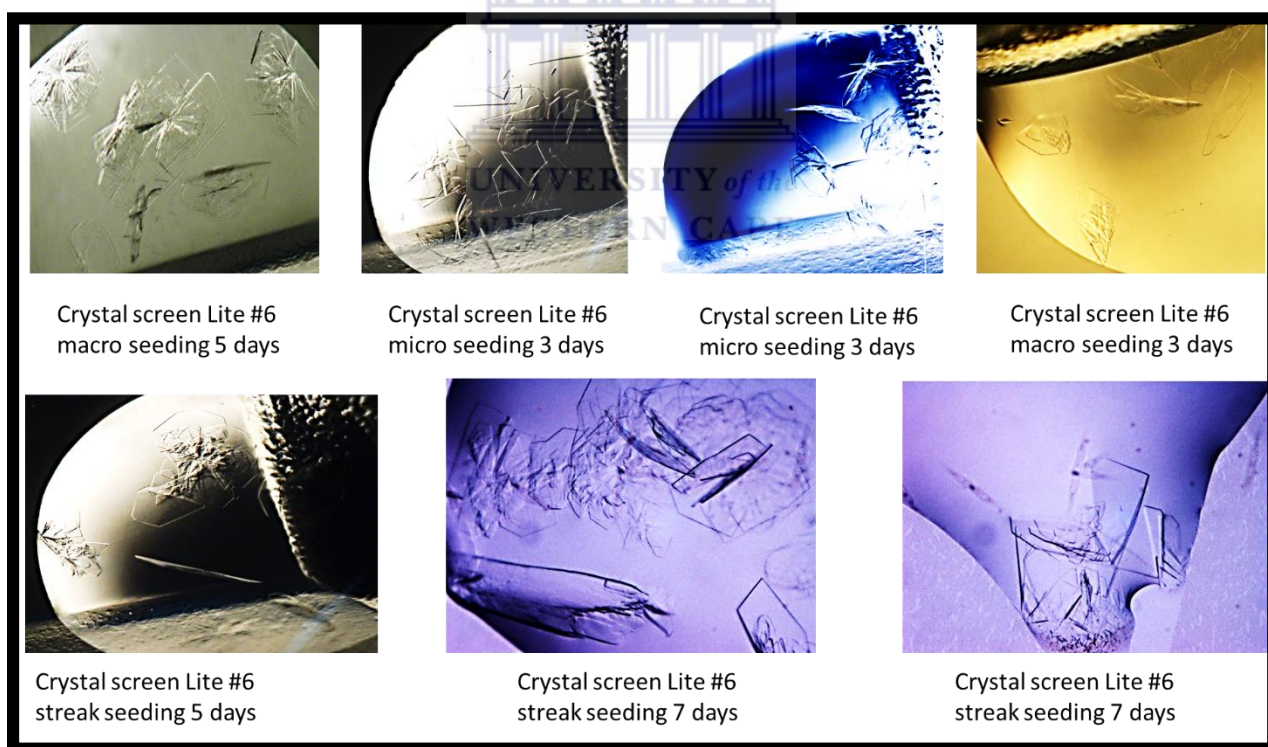 UNIVERSITY of the
WESTERN CAPE
Crystal screen Lite #6
macro seeding 5 days
Crystal screen Lite #6
micro seeding 3 days
Crystal screen Lite #6
micro seeding 3 days
Crystal screen Lite #6
macro seeding 3 days
Crystal screen Lite #6
streak seeding 5 days
Crystal screen Lite #6
streak seeding 7 days
Crystal screen Lite #6
streak seeding 7 days